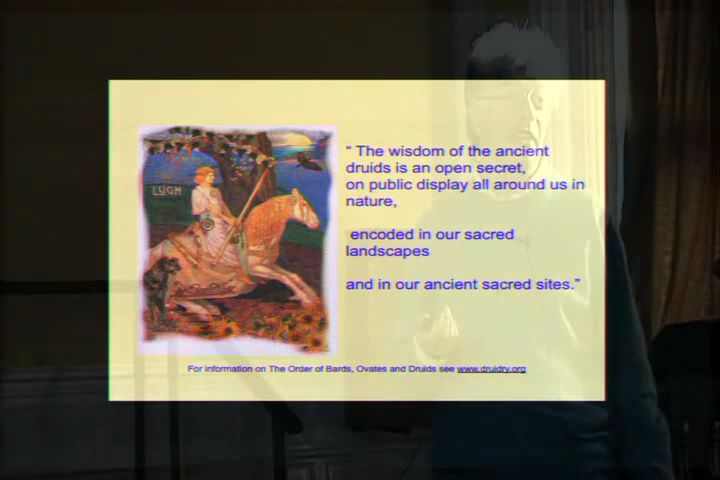 LUGH
“ The wisdom of the ancient
druids is an open secret,
on public display all around us in
nature,
encoded in our sacred
landscapes
and in our ancient sacred sites.”
For information on The Order of Bards, Ovates and Druids see www.druidry.org